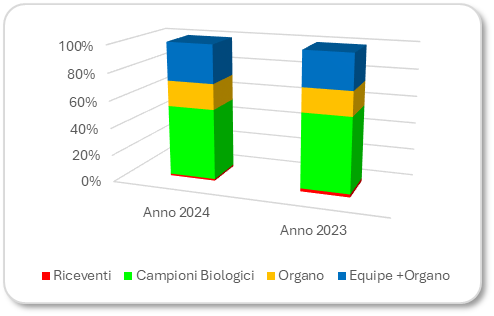 100%
80%
60%
40%
20%
0%
Anno 2024
Anno 2023
Riceventi Campioni Biologici Organo Equipe +Organo